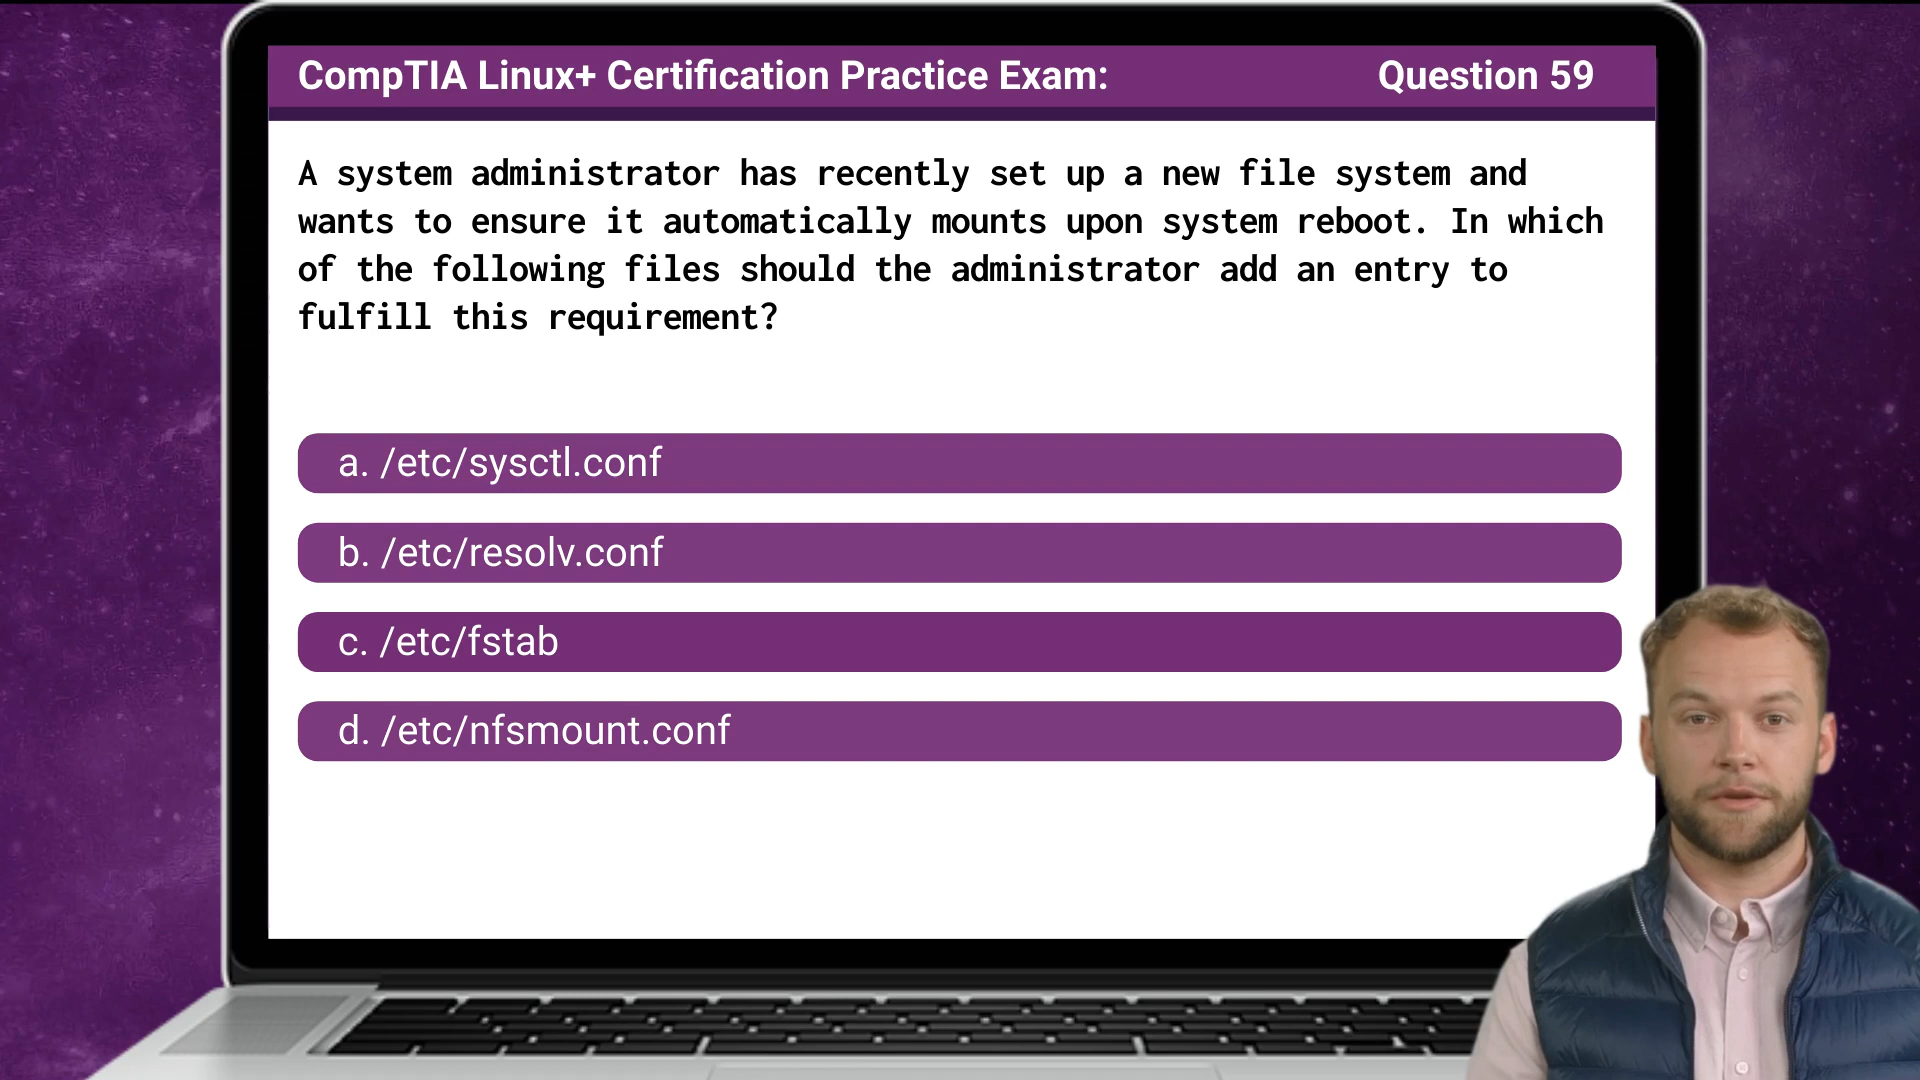 CompTIA Linux+ Certification Practice Exam:
Question 59
A system administrator has recently set up a new file system and
wants to ensure it automatically mounts upon system reboot. In which
of the following files should the administrator add an entry to
fulfill this requirement?
a. /etc/sysctl.conf
b. /etc/resolv.conf
c. /etc/fstab
d. /etc/nfsmount.conf